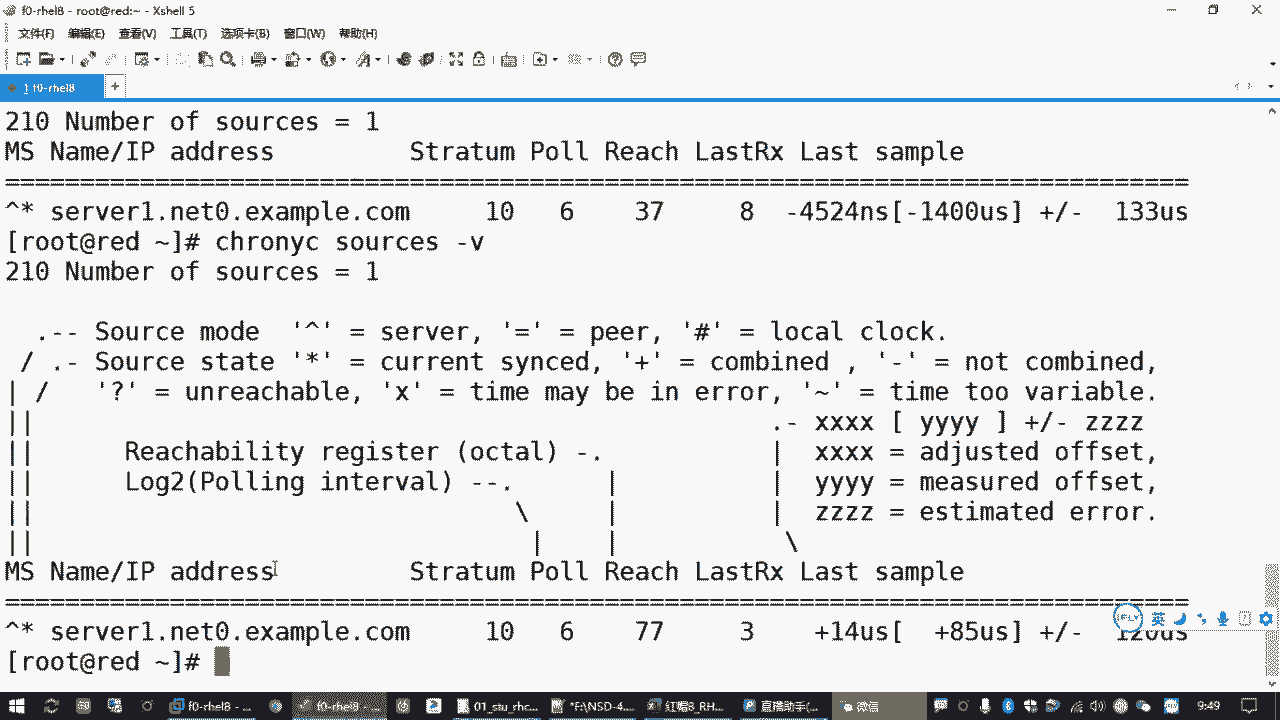 f0-rhel8 - root@red:~ - Xshell 5
文件(F) 编辑(E) 查看(V) 工具(T) 选项卡(B) 窗口(W) 帮助(H)
1 f0-rhel8
210 Number of sources = 1
MS Name/IP address         Stratum Poll Reach LastRx Last sample
===============================================================================
^* server1.net0.example.com     10   6    37     8  -4524ns[-1400us] +/-  133us
[root@red ~]# chronyc sources -v
210 Number of sources = 1
  .-- Source mode  '^' = server, '=' = peer, '#' = local clock.
 / .- Source state '*' = current synced, '+' = combined , '-' = not combined,
| /   '?' = unreachable, 'x' = time may be in error, '~' = time too variable.
||                                                 .- xxxx [ yyyy ] +/- zzzz
||      Reachability register (octal) -.           |  xxxx = adjusted offset,
||      Log2(Polling interval) --.      |          |  yyyy = measured offset,
||                                \     |          |  zzzz = estimated error.
||                                 |    |           \
MS Name/IP address         Stratum Poll Reach LastRx Last sample
===============================================================================
^* server1.net0.example.com     10   6    77     3    +14us[  +85us] +/-  120us
[root@red ~]#
iFLY 英
f0-rhel8 - ...
f0-rhel8 - ...
01_stu_rhc...
*F:\NSD-4...
红帽8_RH...
直播助手(...
微信
9:49